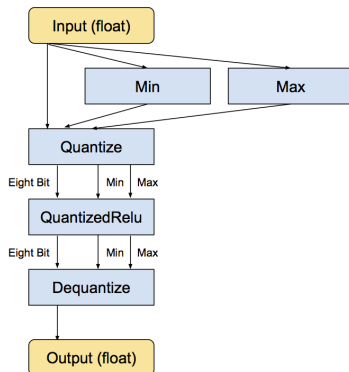 Input (float)
Min
Max
Quantize
Eight Bit Min Max
QuantizedRelu
Eight Bit Min Max
Dequantize
Output (float)